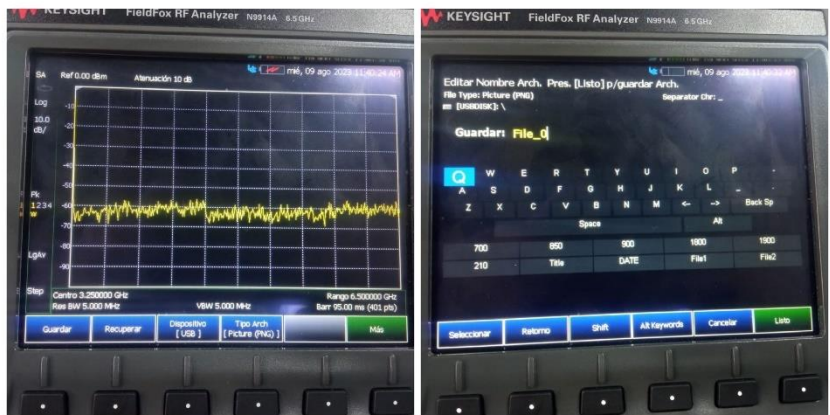 KEYSIGHT FieldFox RF Analyzer N9914A 6.5 GHz
mié, 09 ago 2023 11:40:24 AM
SA Ref 0.00 dBm Atenuación 10 dB
Log
10.0
dB/
-10
-20
-30
-40
-50
Pk
1234
W
-60
-70
-80
LgAv
-90
Step
Centro 3.250000 GHz Rango 6.500000 GHz
Res BW 5.000 MHz VBW 5.000 MHz Barr 95.00 ms (401 pts)
Guardar Recuperar Dispositivo [ USB ] Tipo Arch [ Picture (PNG) ] Más
KEYSIGHT FieldFox RF Analyzer N9914A 6.5 GHz
mié, 09 ago 2023
Editar Nombre Arch. Pres. [Listo] p/guardar Arch.
File Type: Picture (PNG) Separator Chr: _
[USBDISK]: \
Guardar: File_0
Q W E R T Y U I O P
A S D F G H J K L
Z X C V B N M <- -> Back Sp
Space Alt
700 850 900 1800 1900
210 Title DATE File1 File2
Seleccionar Retorno Shift Alt Keywords Cancelar Listo